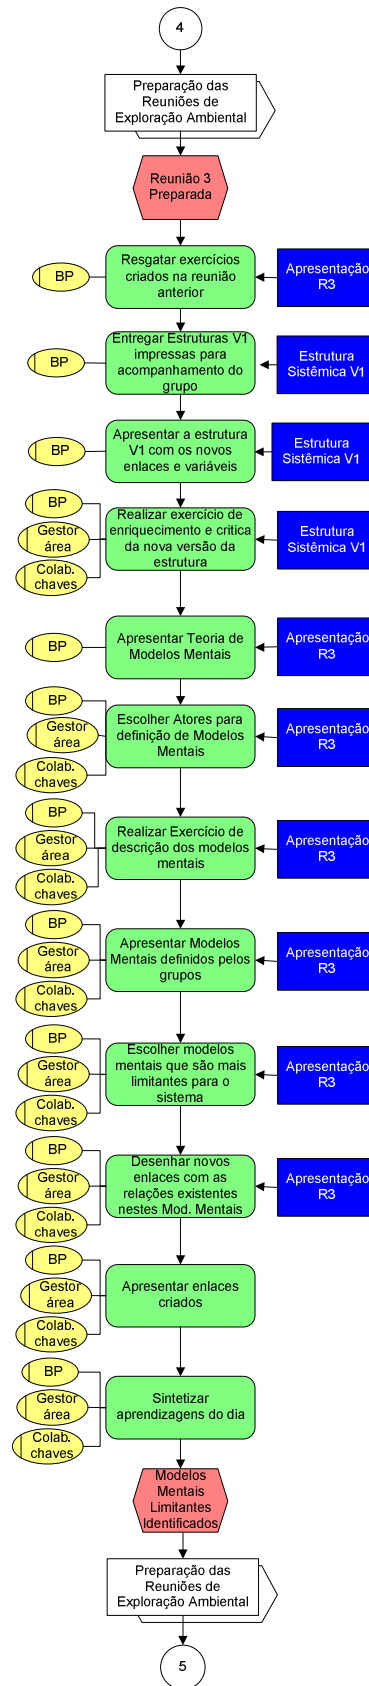 4
Preparação das
Reuniões de
Exploração Ambiental
Reunião 3
Preparada
BP
Resgatar exercícios
criados na reunião
anterior
Apresentação
R3
BP
Entregar Estruturas V1
impressas para
acompanhamento do
grupo
Estrutura
Sistêmica V1
BP
Apresentar a estrutura
V1 com os novos
enlaces e variáveis
Estrutura
Sistêmica V1
BP
Gestor
área
Colab.
chaves
Realizar exercício de
enriquecimento e critica
da nova versão da
estrutura
Estrutura
Sistêmica V1
BP
Apresentar Teoria de
Modelos Mentais
Apresentação
R3
BP
Gestor
área
Colab.
chaves
Escolher Atores para
definição de Modelos
Mentais
Apresentação
R3
BP
Gestor
área
Colab.
chaves
Realizar Exercício de
descrição dos modelos
mentais
Apresentação
R3
BP
Gestor
área
Colab.
chaves
Apresentar Modelos
Mentais definidos pelos
grupos
Apresentação
R3
BP
Gestor
área
Colab.
chaves
Escolher modelos
mentais que são mais
limitantes para o
sistema
Apresentação
R3
BP
Gestor
área
Colab.
chaves
Desenhar novos
enlaces com as
relações existentes
nestes Mod. Mentais
Apresentação
R3
BP
Gestor
área
Colab.
chaves
Apresentar enlaces
criados
BP
Gestor
área
Colab.
chaves
Sintetizar
aprendizagens do dia
Modelos
Mentais
Limitantes
Identificados
Preparação das
Reuniões de
Exploração Ambiental
5